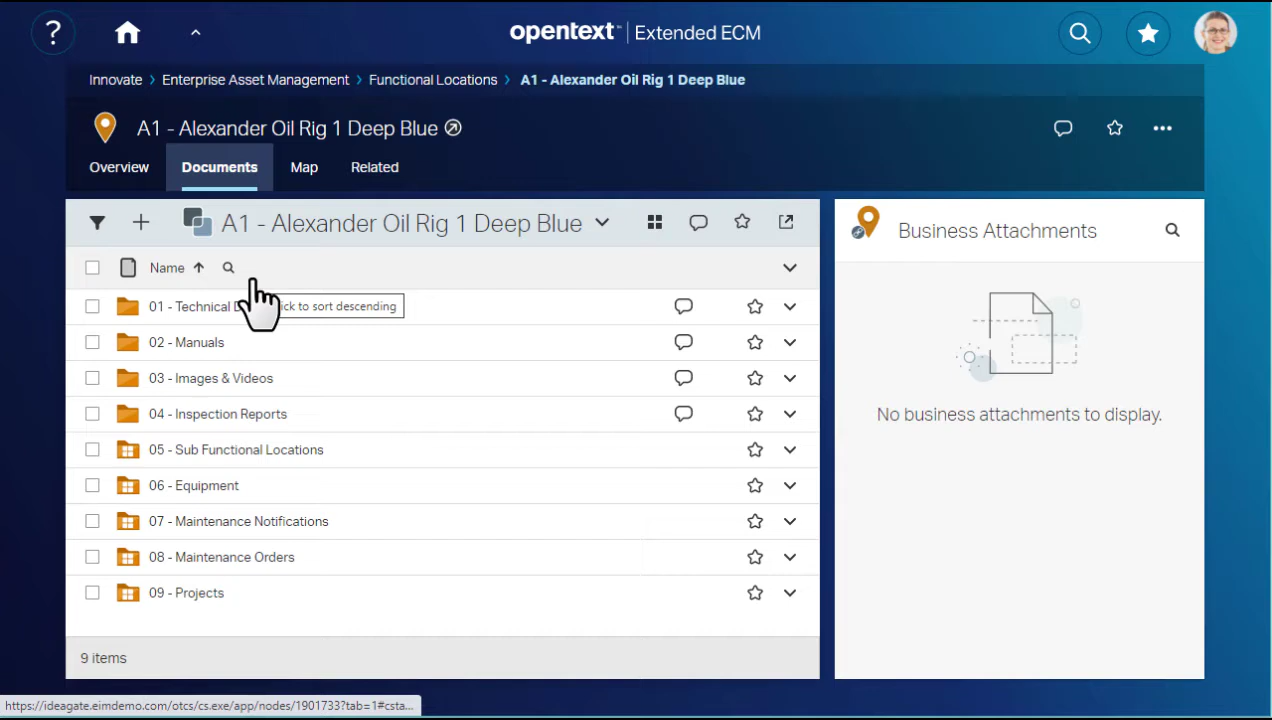 ?
opentext™ | Extended ECM
Innovate > Enterprise Asset Management > Functional Locations > A1 - Alexander Oil Rig 1 Deep Blue
A1 - Alexander Oil Rig 1 Deep Blue
Overview Documents Map Related
A1 - Alexander Oil Rig 1 Deep Blue
Business Attachments
Name
01 - Technical
ick to sort descending
02 - Manuals
03 - Images & Videos
04 - Inspection Reports
No business attachments to display.
05 - Sub Functional Locations
06 - Equipment
07 - Maintenance Notifications
08 - Maintenance Orders
09 - Projects
9 items
https://ideagate.eimdemo.com/otcs/cs.exe/app/nodes/1901733?tab=1#csta...